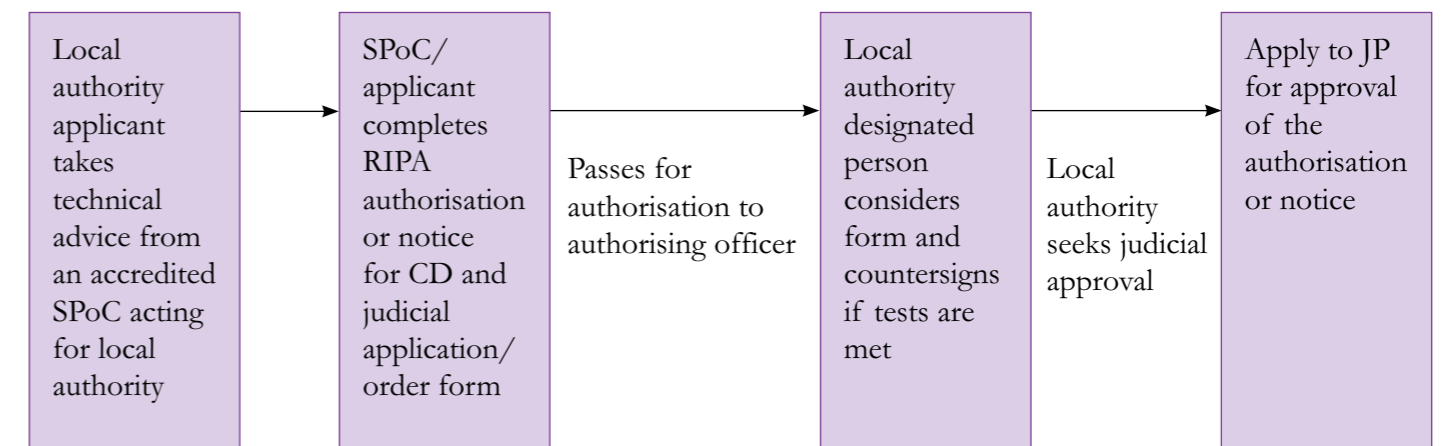 Local
authority
applicant
takes
technical
advice from
an accredited
SPoC acting
for local
authority
SPoC/
applicant
completes
RIPA
authorisation
or notice
for CD and
judicial
application/
order form
Passes for
authorisation to
authorising officer
Local
authority
designated
person
considers
form and
countersigns
if tests are
met
Local
authority
seeks judicial
approval
Apply to JP
for approval
of the
authorisation
or notice